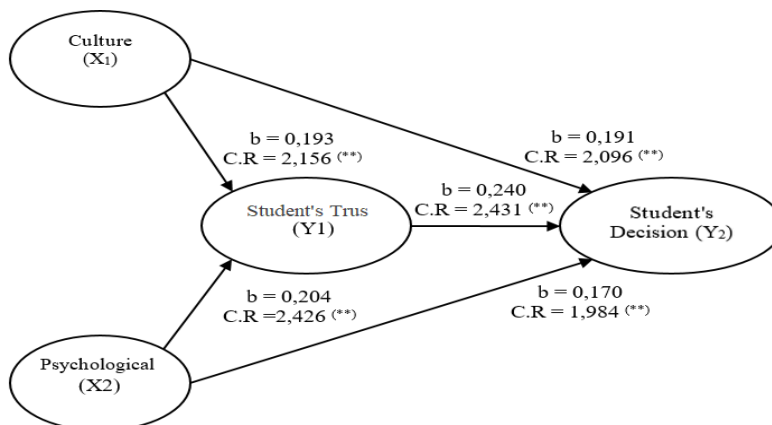 Culture
(X₁)
b = 0,193
C.R = 2,156 (**)
b = 0,191
C.R = 2,096 (**)
b = 0,240
C.R = 2,431 (**)
Student's Trus
(Y1)
Student's
Decision (Y₂)
b = 0,204
C.R =2,426 (**)
b = 0,170
C.R = 1,984 (**)
Psychological
(X2)